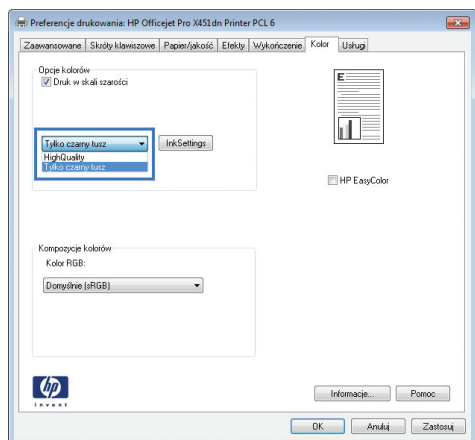 Preferencje drukowania: HP Officejet Pro X451dn Printer PCL 6
Zaawansowane Skróty klawiszowe Papier/jakość Efekty Wykończenie Kolor Usługi
Opcje kolorów
Druk w skali szarości
E
Tylko czarny tusz InkSettings
HighQuality
Tylko czarny tusz
HP EasyColor
Kompozycje kolorów
Kolor RGB:
Domyślnie (sRGB)
hp
invent
Informacje... Pomoc
OK Anuluj Zastosuj